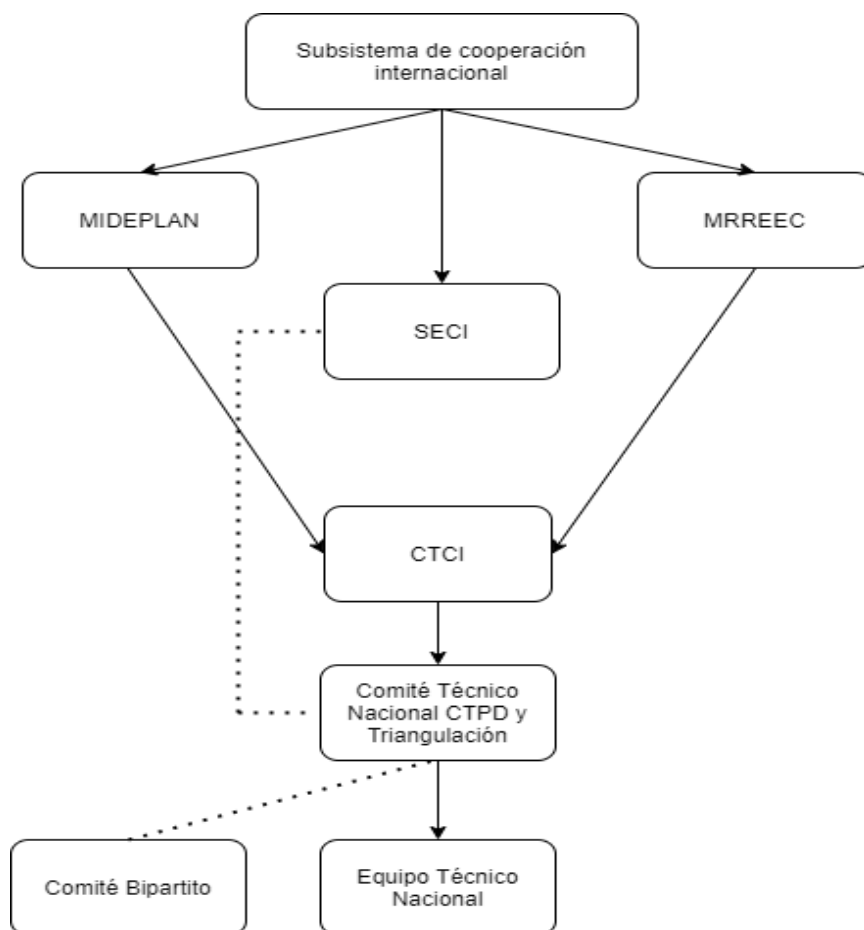 Subsistema de cooperación
internacional
MIDEPLAN
MRREEC
SECI
CTCI
Comité Técnico
Nacional CTPD y
Triangulación
Comité Bipartito
Equipo Técnico
Nacional